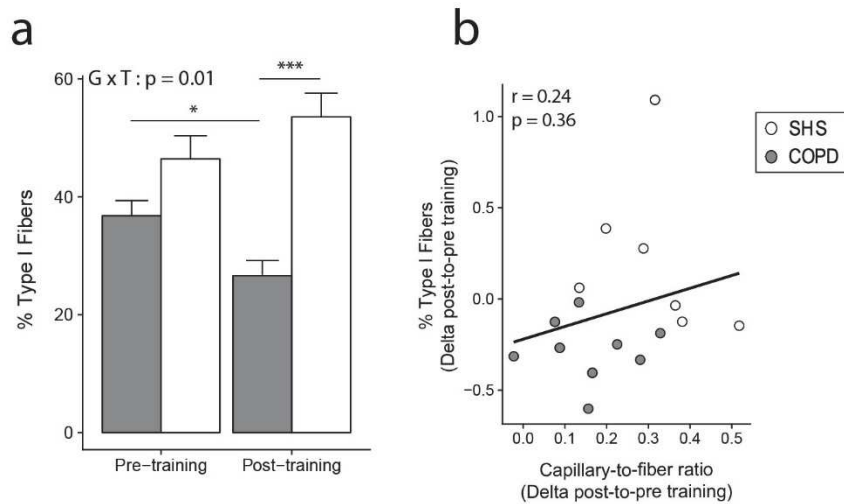 a
G x T : p = 0.01
*
***
60
40
20
0
% Type I Fibers
Pre-training
Post-training
b
r = 0.24
p = 0.36
1.0
0.5
0.0
−0.5
% Type I Fibers
(Delta post-to-pre training)
0.0 0.1 0.2 0.3 0.4 0.5
Capillary-to-fiber ratio
(Delta post-to-pre training)
SHS
COPD